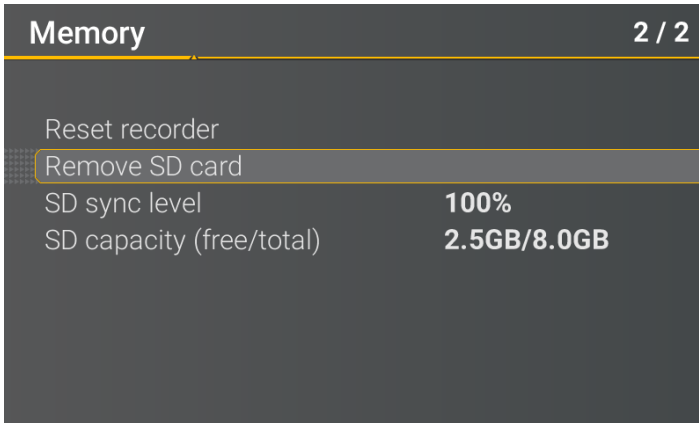 Memory 2 / 2
Reset recorder
Remove SD card
SD sync level 100%
SD capacity (free/total) 2.5GB/8.0GB